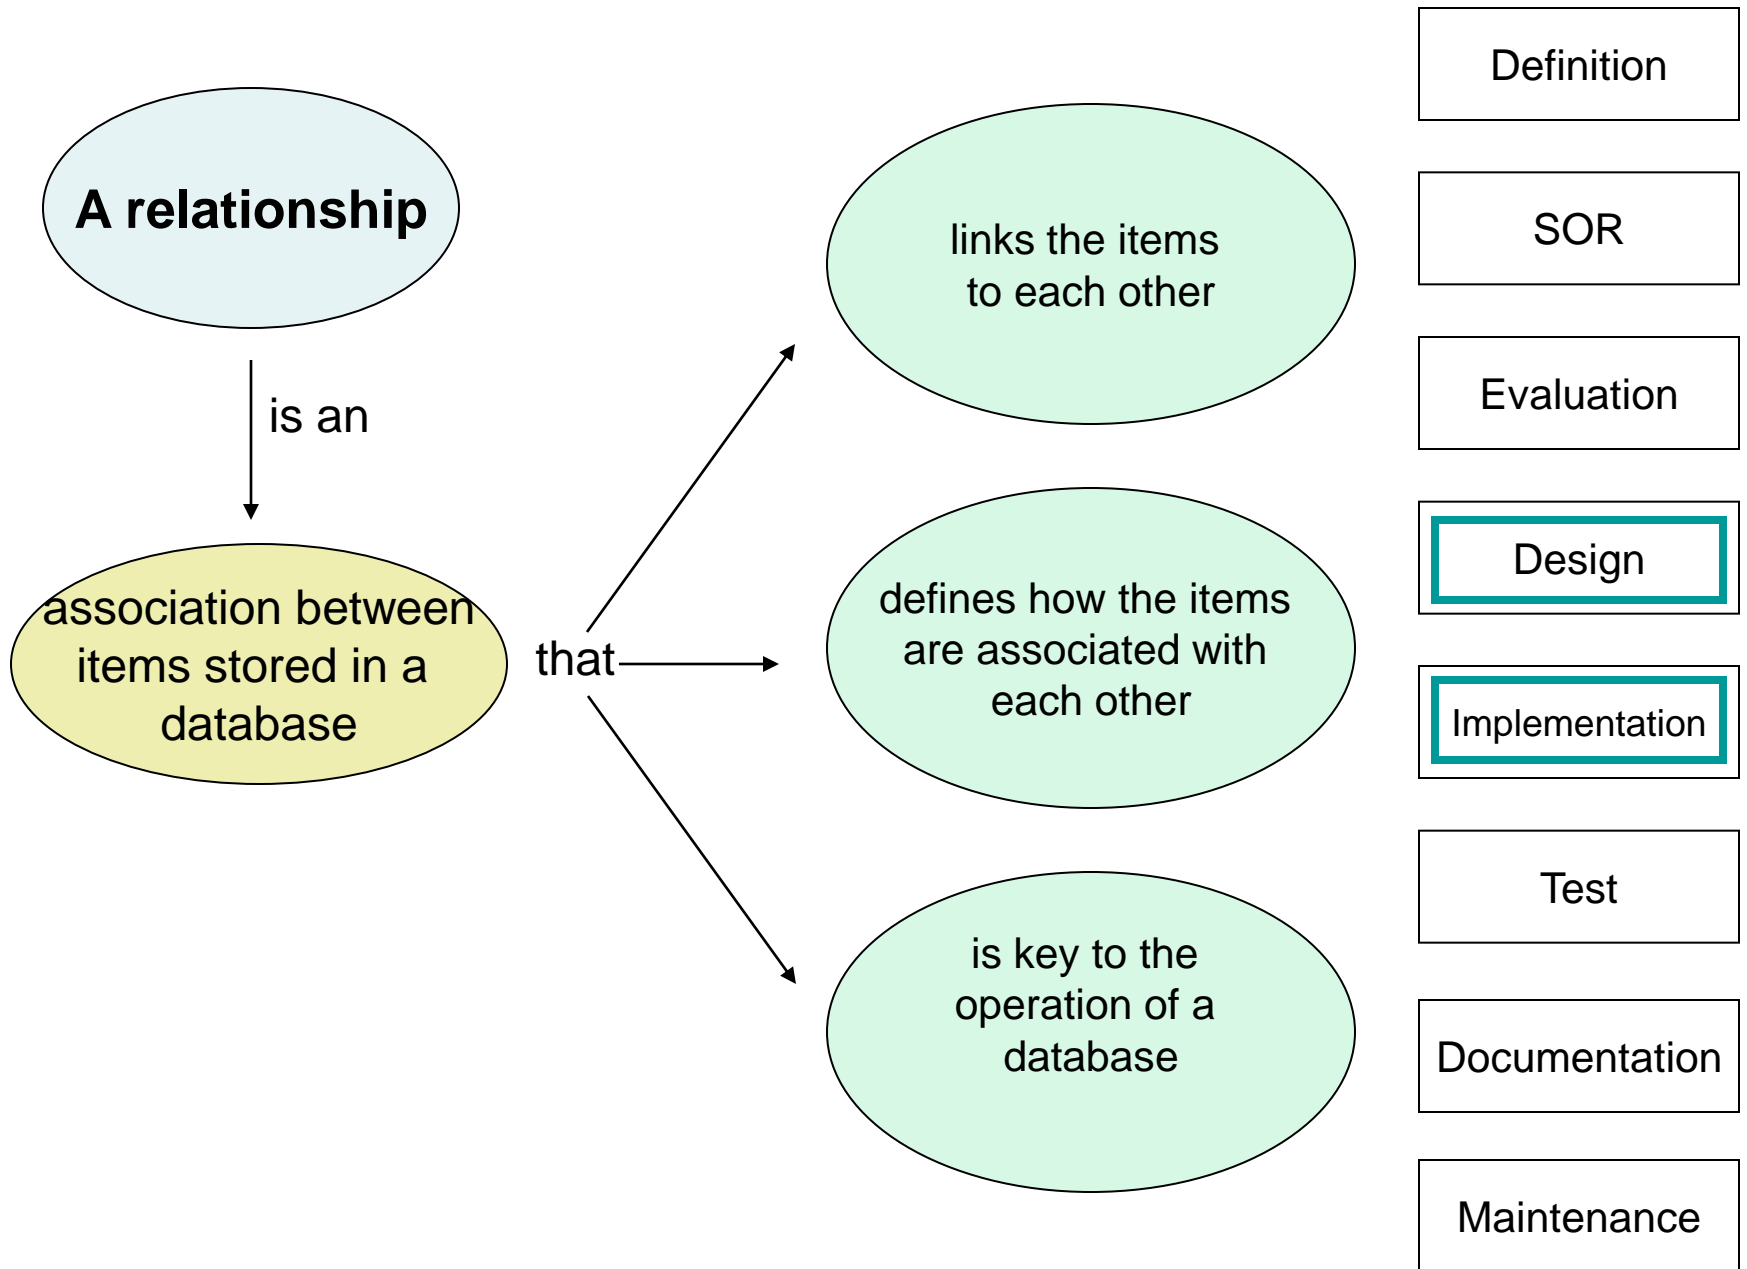 A relationship
is an
association between
items stored in a
database
that
links the items
to each other
defines how the items
are associated with
each other
is key to the
operation of a
database
Definition
SOR
Evaluation
Design
Implementation
Test
Documentation
Maintenance